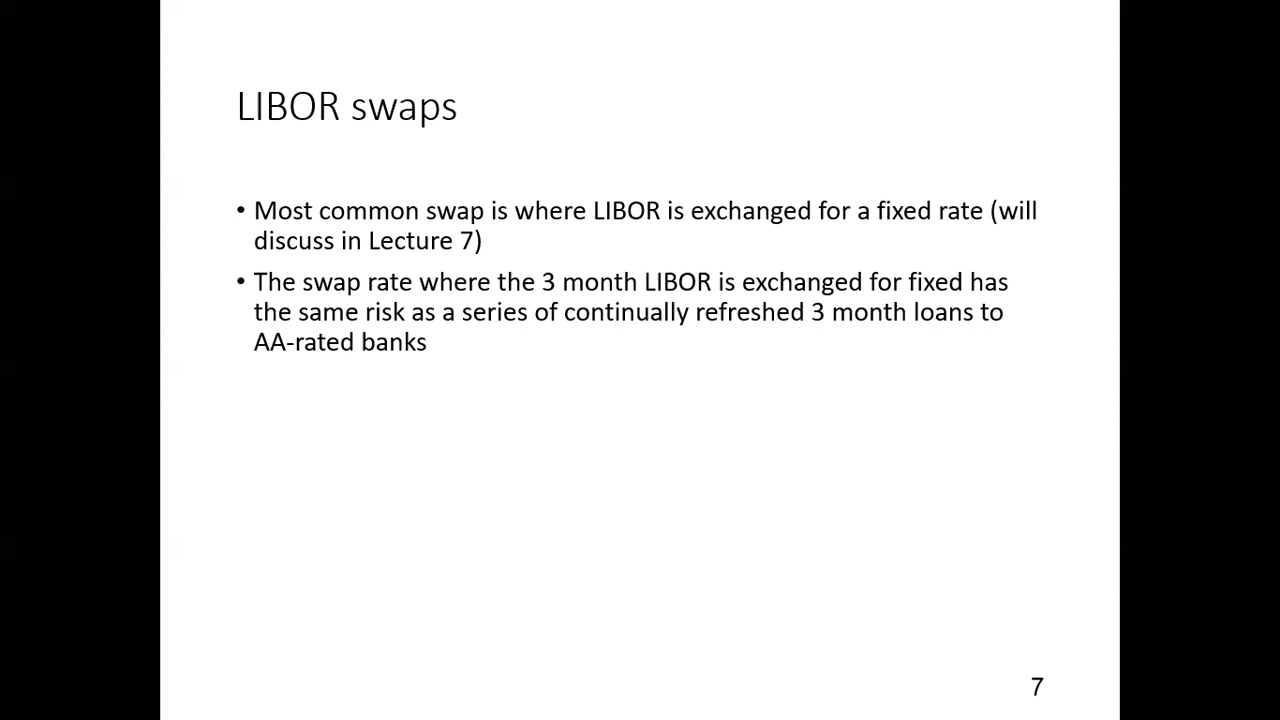 LIBOR swaps
• Most common swap is where LIBOR is exchanged for a fixed rate (will
discuss in Lecture 7)
• The swap rate where the 3 month LIBOR is exchanged for fixed has
the same risk as a series of continually refreshed 3 month loans to
AA-rated banks
7